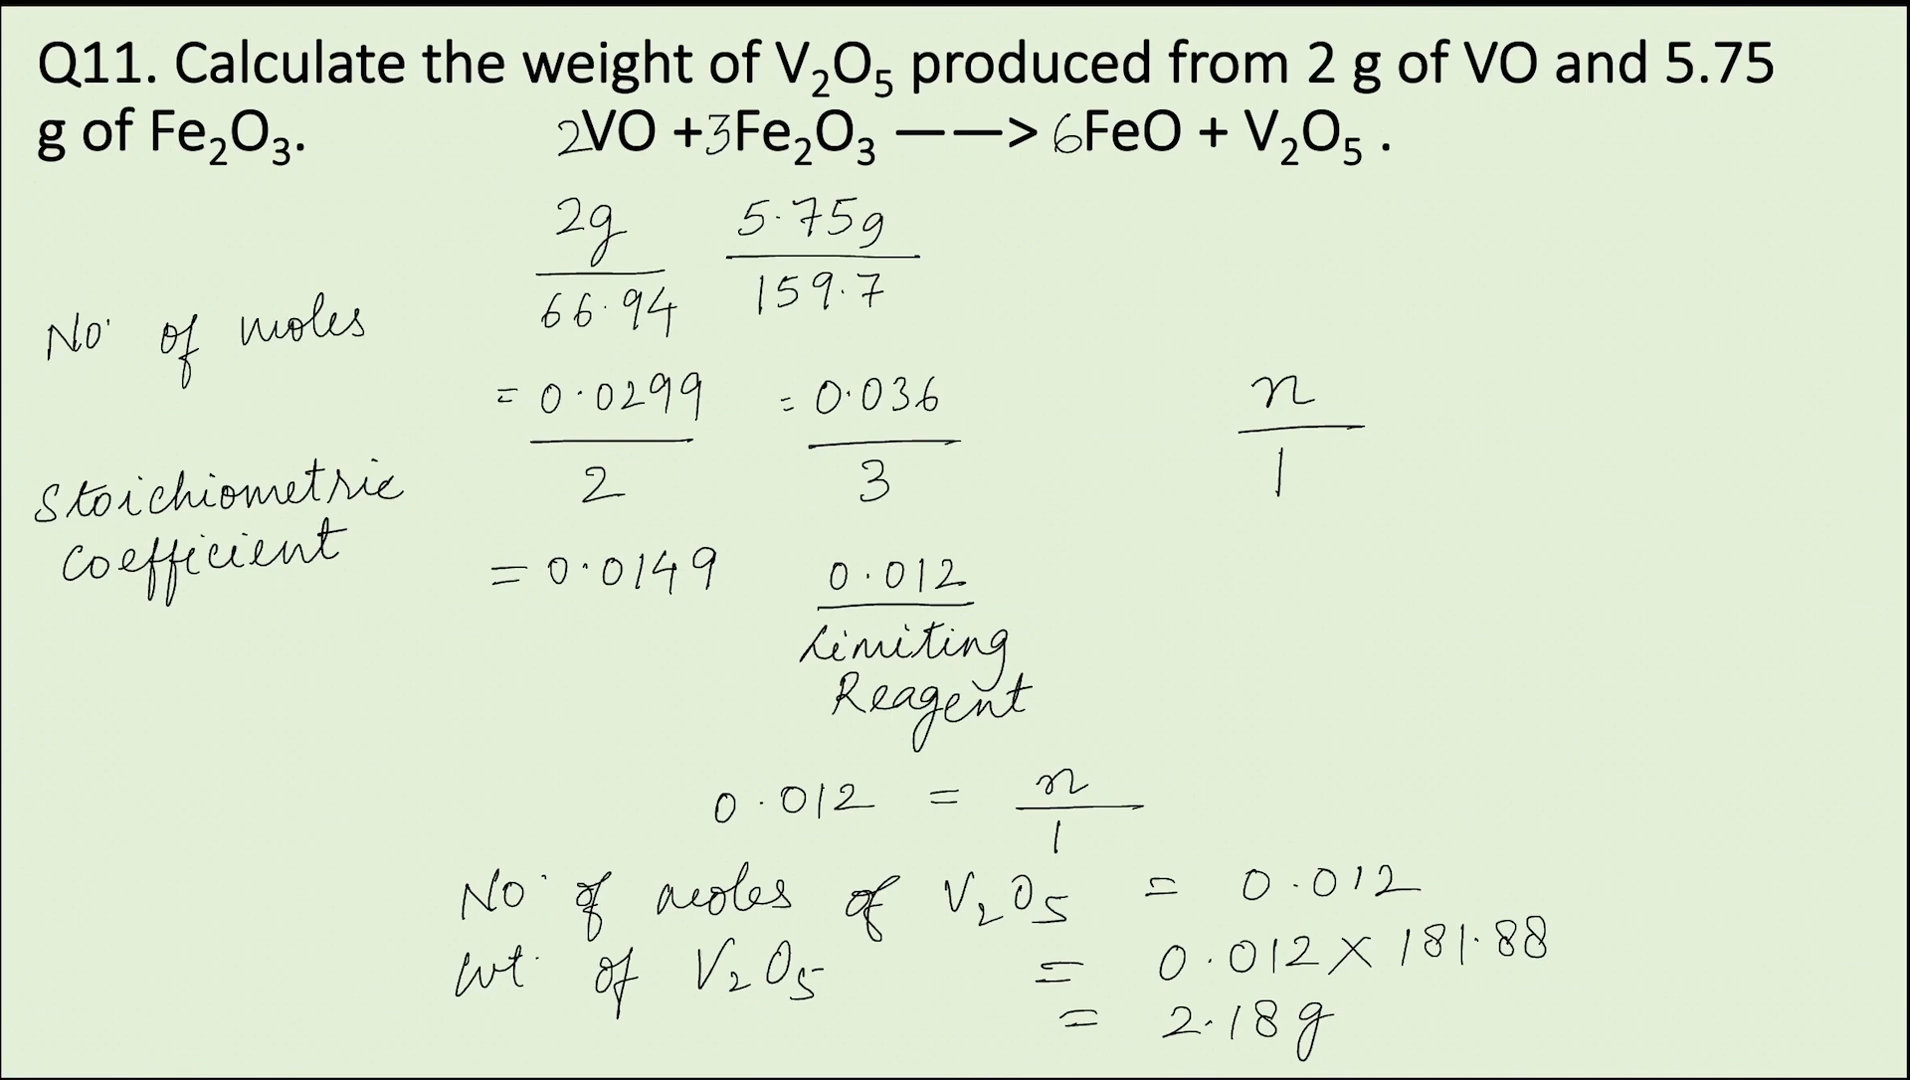 Q11. Calculate the weight of V₂O₅ produced from 2 g of VO and 5.75
g of Fe₂O₃. 2VO +3Fe₂O₃ ——> 6FeO + V₂O₅ .
2g 5.75g
No. of moles 66.94 159.7
= 0.0299 = 0.036 n
Stoichiometric 2 3 1
coefficient = 0.0149 0.012
Limiting
Reagent
0.012 = n
1
No. of moles of V₂O₅ = 0.012
wt. of V₂O₅ = 0.012 × 181.88
= 2.18g